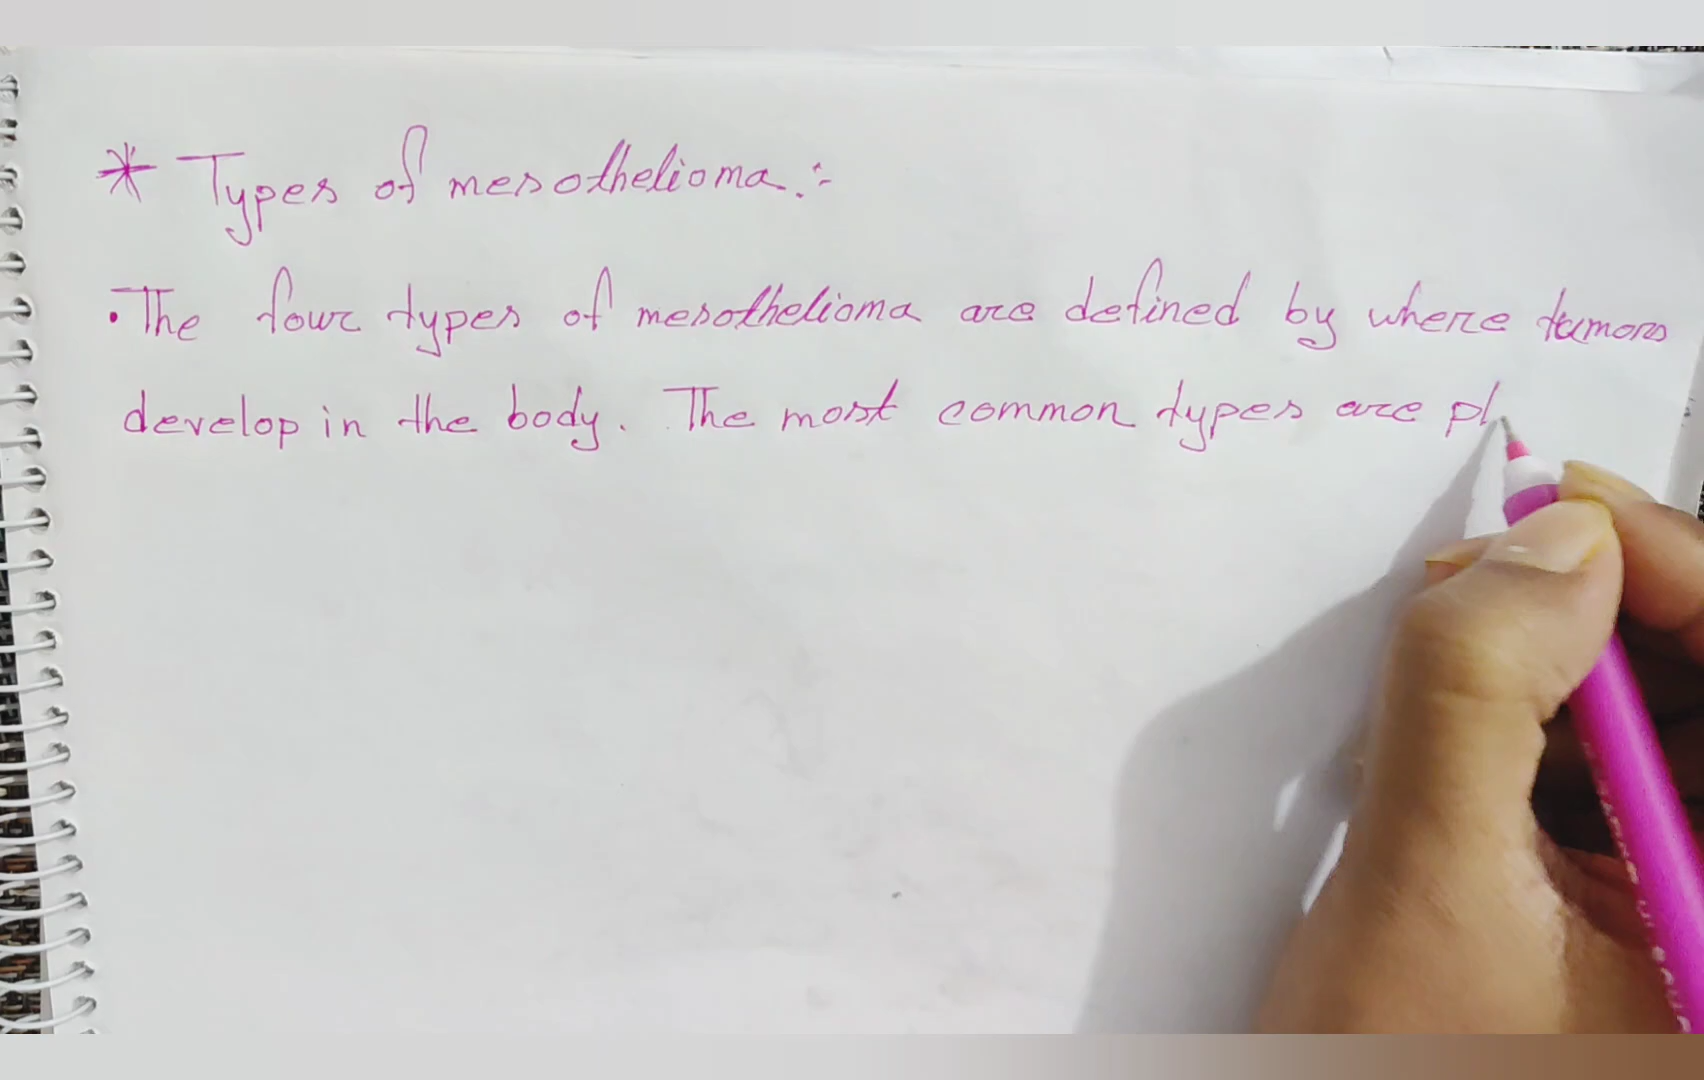 * Types of mesothelioma:-
• The four types of mesothelioma are defined by where tumors
develop in the body. The most common types are pl